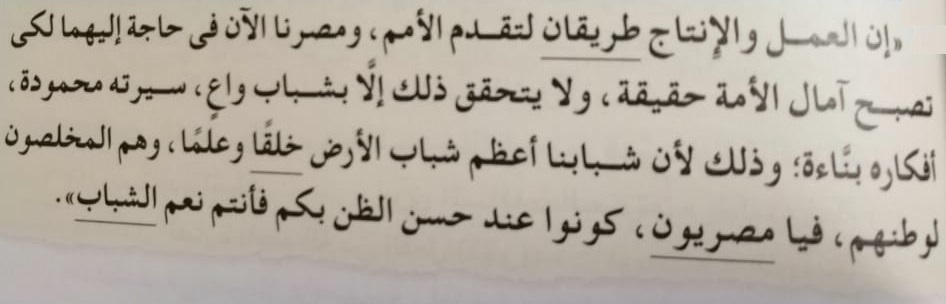 «إن العمل والإنتاج طريقان لتقدم الأمم، ومصرنا الآن فى حاجة إليهما لكى
تصبح آمال الأمة حقيقة، ولا يتحقق ذلك إلَّا بشباب واعٍ، سيرته محمودة،
أفكاره بنَّاءة؛ وذلك لأن شبابنا أعظم شباب الأرض خلقًا وعلمًا، وهم المخلصون
لوطنهم، فيا مصريون، كونوا عند حسن الظن بكم فأنتم نعم الشباب».